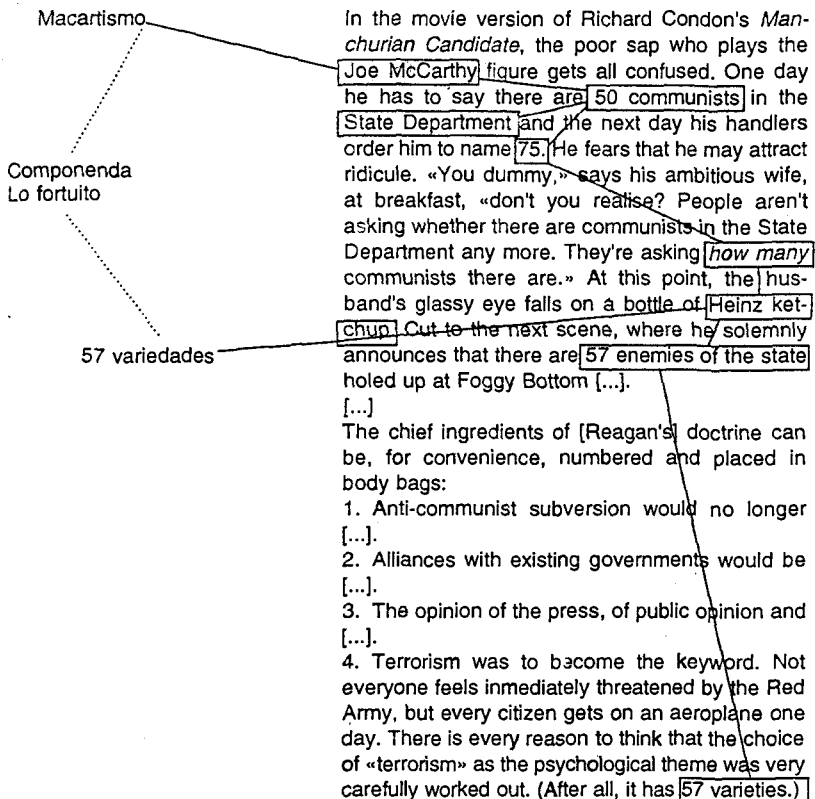 Macartismo
Componenda
Lo fortuito
57 variedades
In the movie version of Richard Condon's Man-
churian Candidate, the poor sap who plays the
Joe McCarthy figure gets all confused. One day
he has to say there are 50 communists in the
State Department and the next day his handlers
order him to name 75. He fears that he may attract
ridicule. «You dummy,» says his ambitious wife,
at breakfast, «don't you realise? People aren't
asking whether there are communists in the State
Department any more. They're asking how many
communists there are.» At this point, the hus-
band's glassy eye falls on a bottle of Heinz ket-
chup. Cut to the next scene, where he solemnly
announces that there are 57 enemies of the state
holed up at Foggy Bottom [...].
[...]
The chief ingredients of [Reagan's] doctrine can
be, for convenience, numbered and placed in
body bags:
1. Anti-communist subversion would no longer
[...].
2. Alliances with existing governments would be
[...].
3. The opinion of the press, of public opinion and
[...].
4. Terrorism was to become the keyword. Not
everyone feels inmediately threatened by the Red
Army, but every citizen gets on an aeroplane one
day. There is every reason to think that the choice
of «terrorism» as the psychological theme was very
carefully worked out. (After all, it has 57 varieties.)